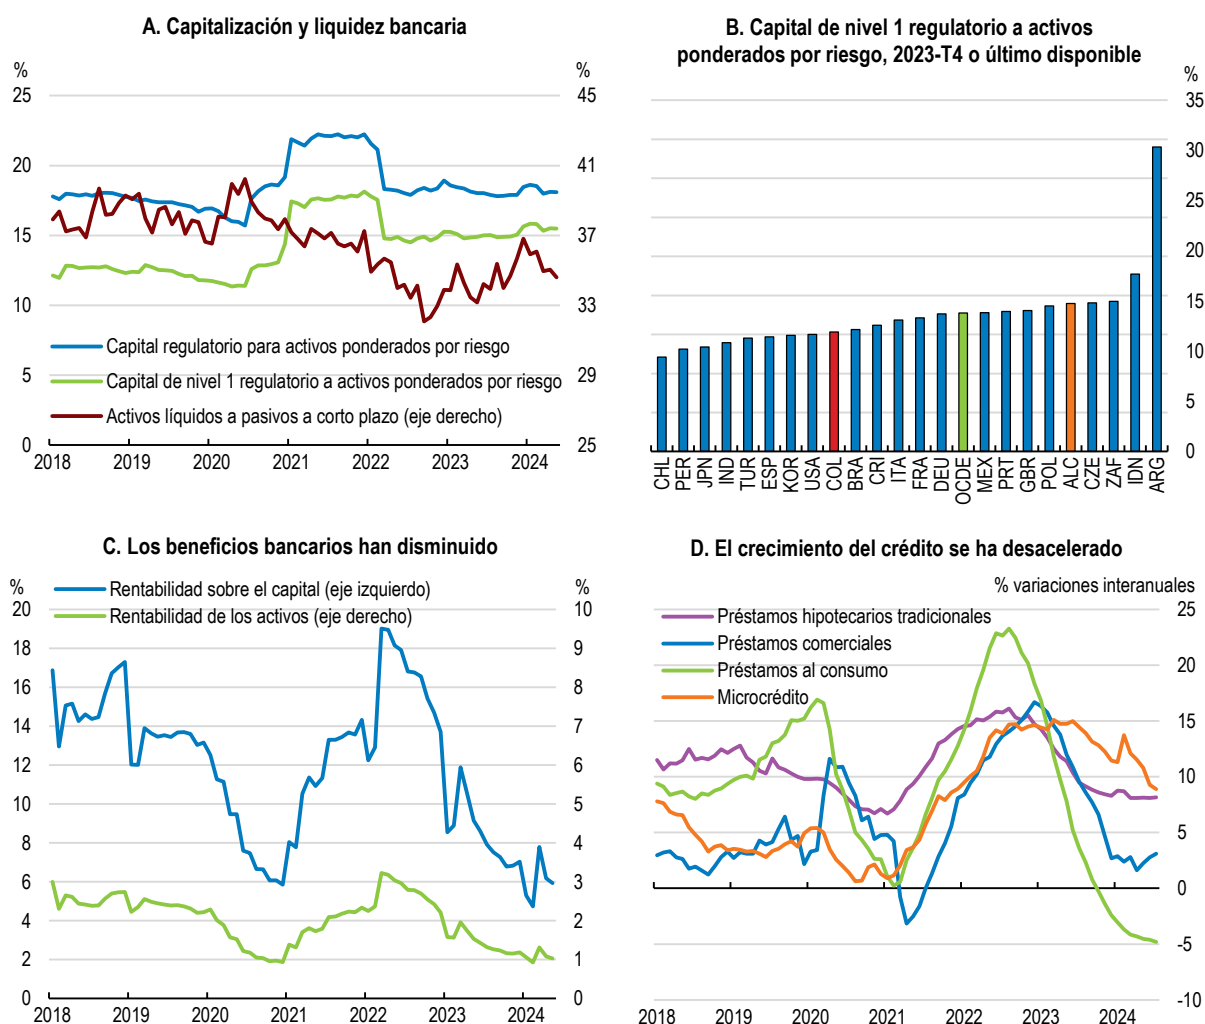 A. Capitalización y liquidez bancaria
%
%
25
20
15
10
5
0
45
41
37
33
29
25
Capital regulatorio para activos ponderados por riesgo
Capital de nivel 1 regulatorio a activos ponderados por riesgo
Activos líquidos a pasivos a corto plazo (eje derecho)
2018 2019 2020 2021 2022 2023 2024
B. Capital de nivel 1 regulatorio a activos
ponderados por riesgo, 2023-T4 o último disponible
%
35
30
25
20
15
10
5
0
CHL PER JPN IND TUR ESP KOR USA COL BRA CRI ITA FRA DEU OCDE MEX PRT GBR POL ALC CZE ZAF IDN ARG
C. Los beneficios bancarios han disminuido
%
%
Rentabilidad sobre el capital (eje izquierdo)
Rentabilidad de los activos (eje derecho)
20
18
16
14
12
10
8
6
4
2
0
10
9
8
7
6
5
4
3
2
1
0
2018 2019 2020 2021 2022 2023 2024
D. El crecimiento del crédito se ha desacelerado
% variaciones interanuales
Préstamos hipotecarios tradicionales
Préstamos comerciales
Préstamos al consumo
Microcrédito
25
20
15
10
5
0
-5
-10
2018 2019 2020 2021 2022 2023 2024